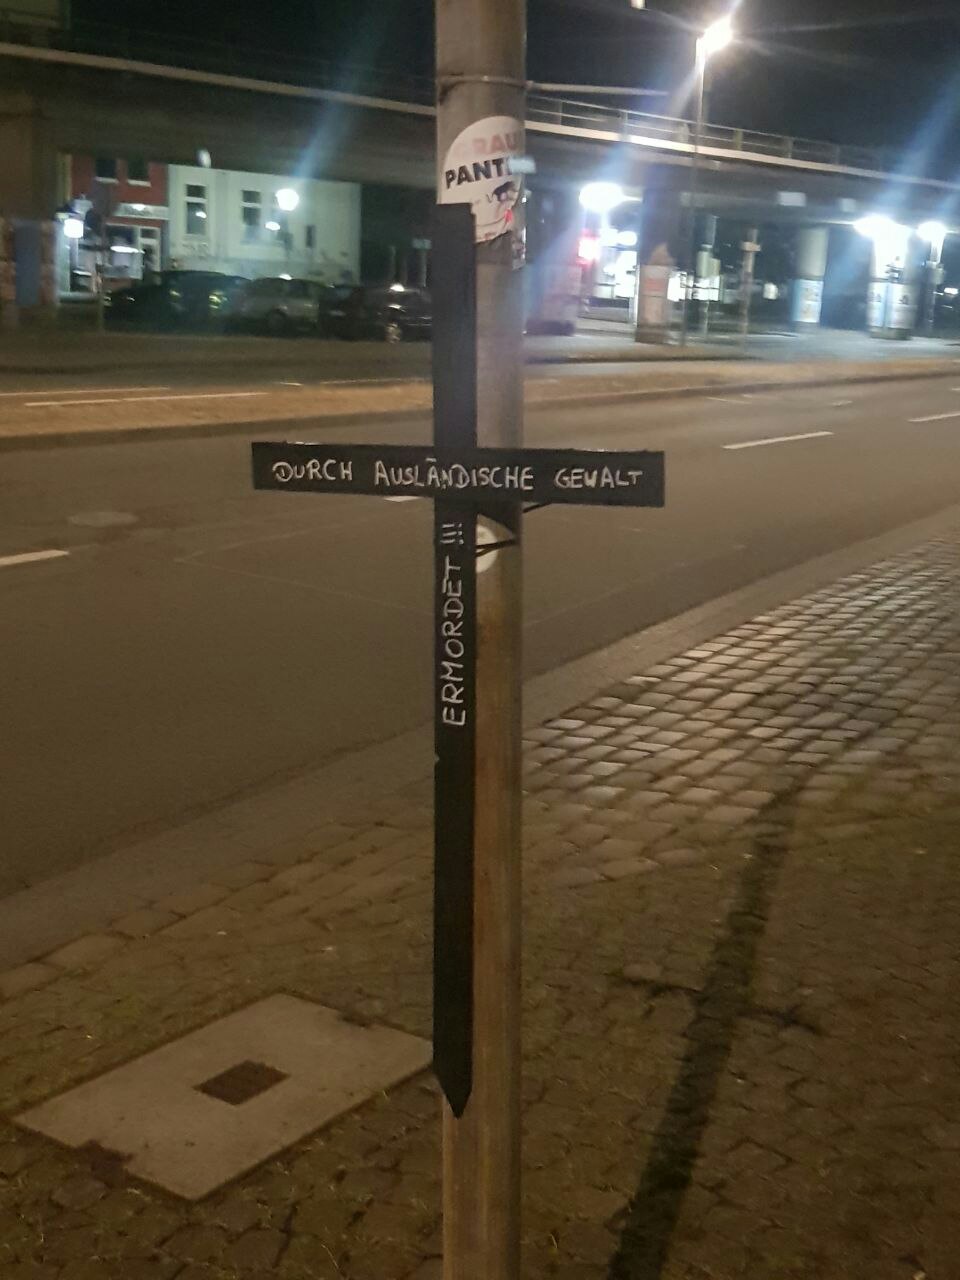 PANT
DURCH AUSLÄNDISCHE GEWALT
ERMORDET !!!